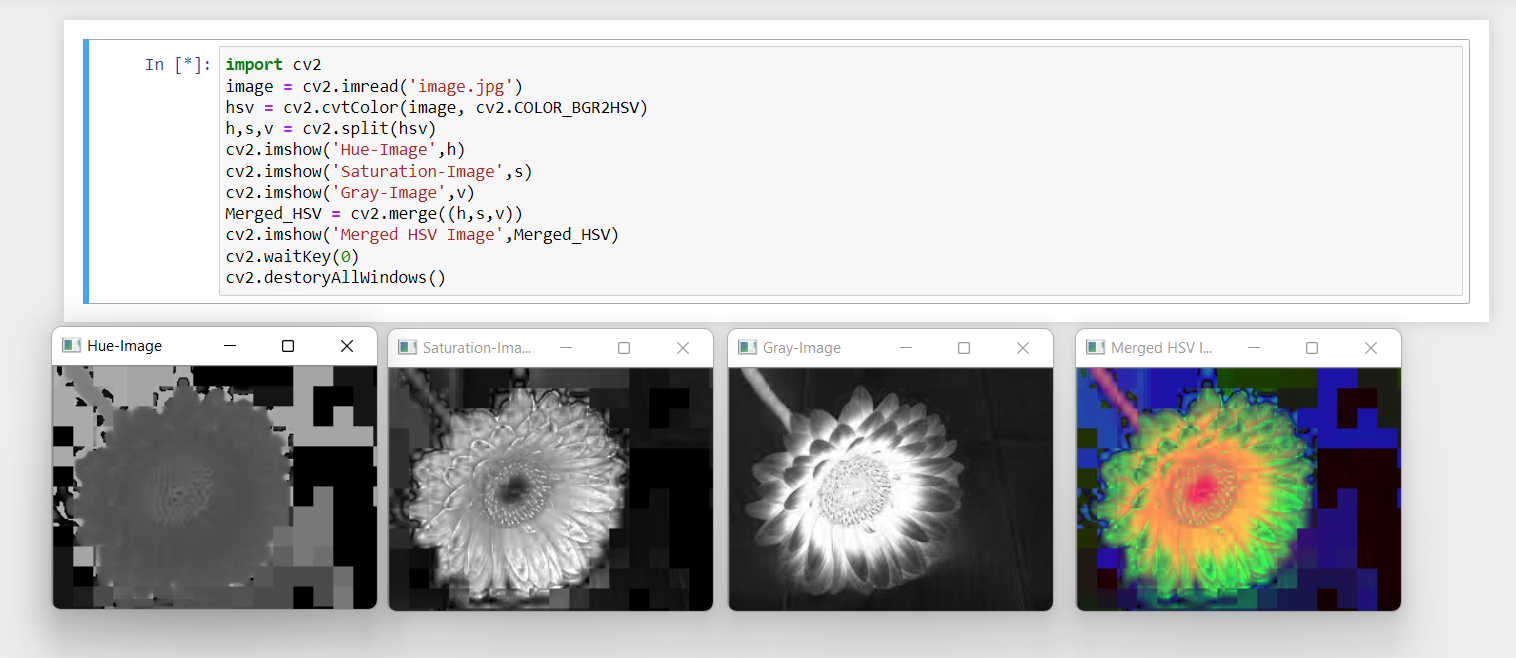 In [*]:
import cv2
image = cv2.imread('image.jpg')
hsv = cv2.cvtColor(image, cv2.COLOR_BGR2HSV)
h,s,v = cv2.split(hsv)
cv2.imshow('Hue-Image',h)
cv2.imshow('Saturation-Image',s)
cv2.imshow('Gray-Image',v)
Merged_HSV = cv2.merge((h,s,v))
cv2.imshow('Merged HSV Image',Merged_HSV)
cv2.waitKey(0)
cv2.destoryAllWindows()
Hue-Image
Saturation-Ima...
Gray-Image
Merged HSV I...